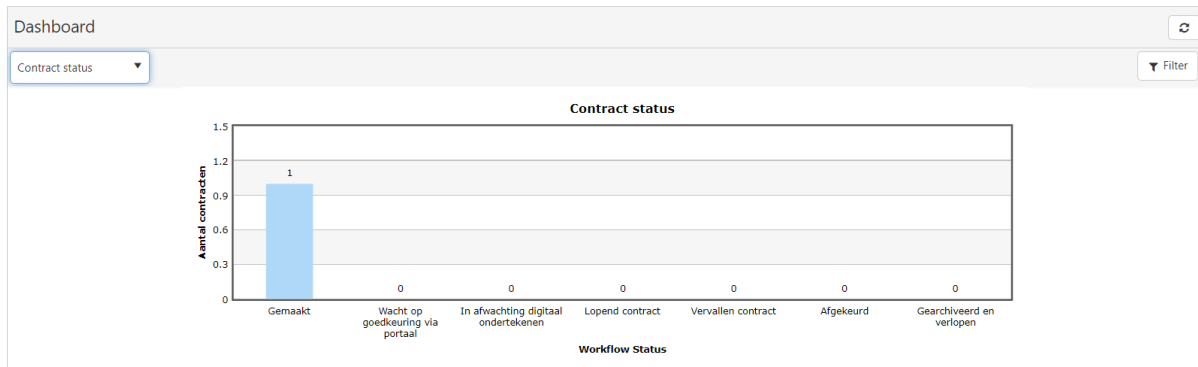 Dashboard
Contract status
Filter
Contract status
1.5
1.2
0.9
0.6
0.3
0
Aantal contracten
1
0
0
0
0
0
0
Gemaakt
Wacht op
goedkeuring via
portaal
In afwachting digitaal
ondertekenen
Lopend contract
Vervallen contract
Afgekeurd
Gearchiveerd en
verlopen
Workflow Status